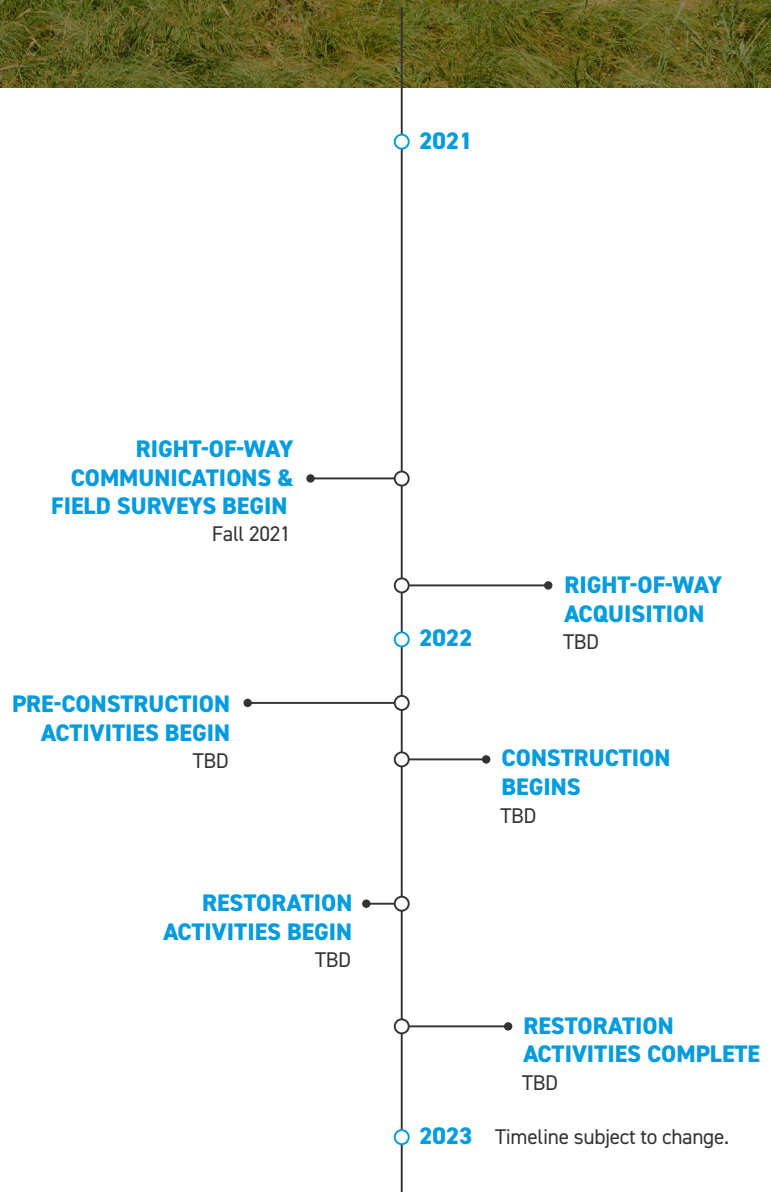 2021
RIGHT-OF-WAY
COMMUNICATIONS &
FIELD SURVEYS BEGIN
Fall 2021
RIGHT-OF-WAY
ACQUISITION
TBD
2022
PRE-CONSTRUCTION
ACTIVITIES BEGIN
TBD
CONSTRUCTION
BEGINS
TBD
RESTORATION
ACTIVITIES BEGIN
TBD
RESTORATION
ACTIVITIES COMPLETE
TBD
2023 Timeline subject to change.